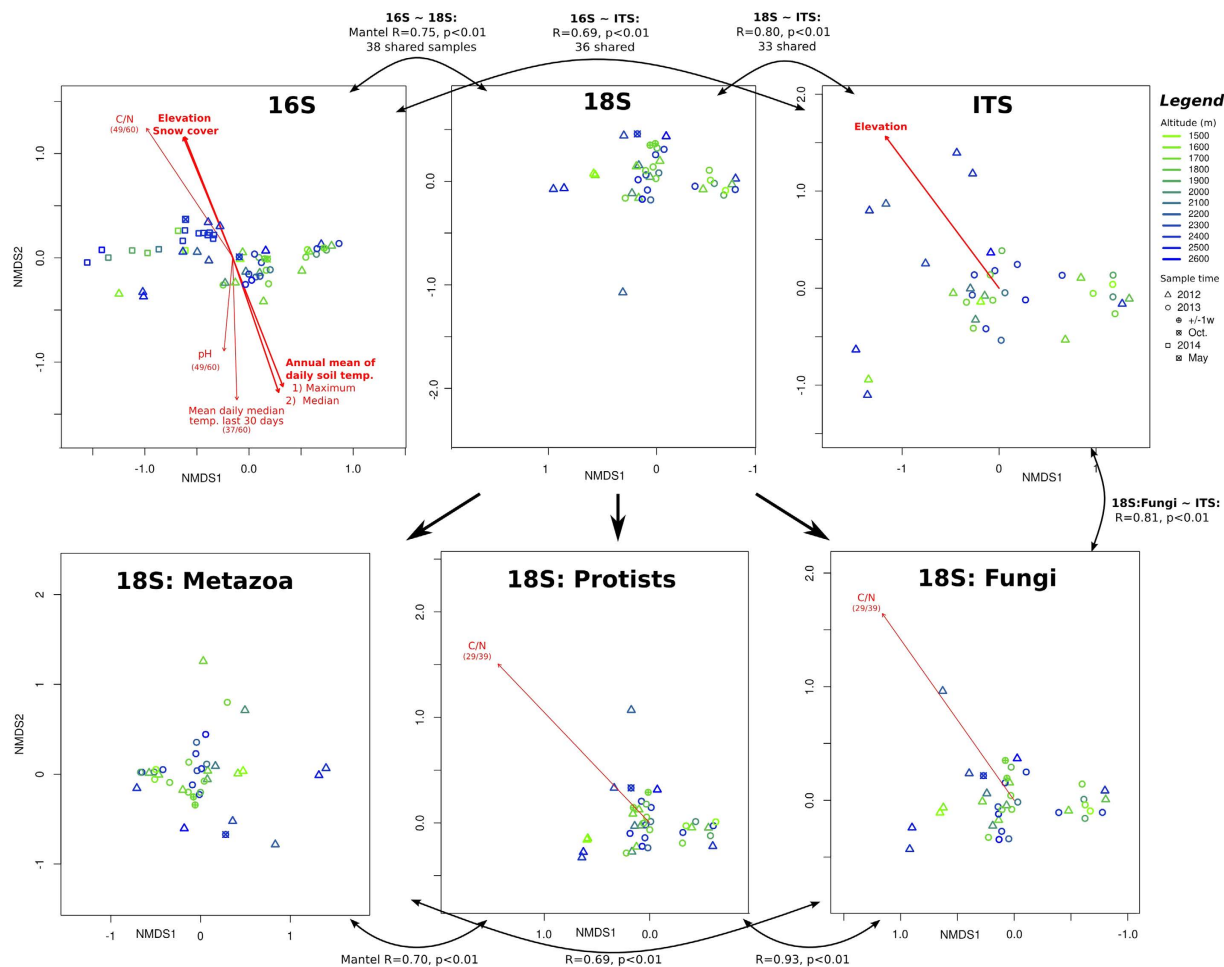 16S ~ 18S:
Mantel R=0.75, p<0.01
38 shared samples
16S ~ ITS:
R=0.69, p<0.01
36 shared
18S ~ ITS:
R=0.80, p<0.01
33 shared
16S
C/N
(49/60)
Elevation
Snow cover
pH
(49/60)
Annual mean of
daily soil temp.
1) Maximum
2) Median
Mean daily median
temp. last 30 days
(37/60)
1.0
0.0
-1.0
NMDS2
-1.0
0.0
1.0
NMDS1
18S
0.0
-1.0
-2.0
1
0
-1
NMDS1
ITS
Elevation
2.0
1.0
0.0
-1.0
-1
0
1
NMDS1
Legend
Altitude (m)
1500
1600
1700
1800
1900
2000
2100
2200
2300
2400
2500
2600
Sample time
2012
2013
+/-1w
Oct.
2014
May
18S:Fungi ~ ITS:
R=0.81, p<0.01
18S: Metazoa
2
1
0
-1
NMDS2
-1
NMDS1
0
1
18S: Protists
C/N
(29/39)
2.0
1.0
0.0
1.0
NMDS1
0.0
18S: Fungi
C/N
(29/39)
2.0
1.0
0.0
1.0
NMDS1
0.0
-1.0
Mantel R=0.70, p<0.01
R=0.69, p<0.01
R=0.93, p<0.01